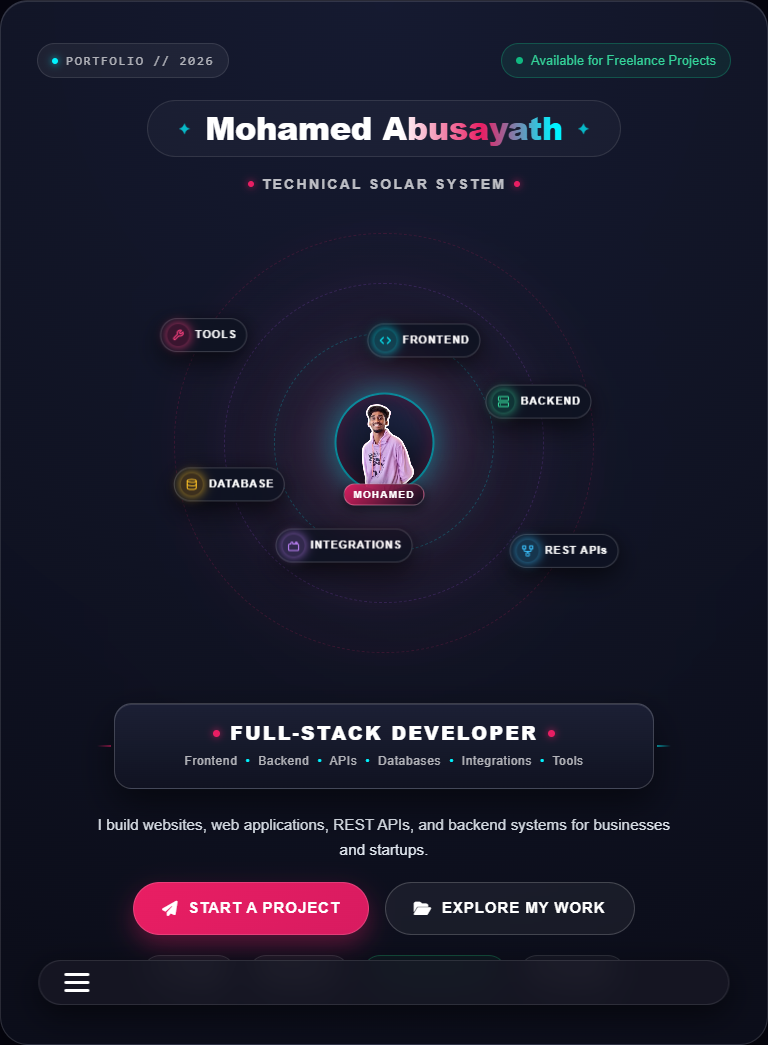 PORTFOLIO // 2026
Available for Freelance Projects
Mohamed Abusayath
TECHNICAL SOLAR SYSTEM
TOOLS
FRONTEND
BACKEND
DATABASE
MOHAMED
INTEGRATIONS
REST APIs
FULL-STACK DEVELOPER
Frontend • Backend • APIs • Databases • Integrations • Tools
I build websites, web applications, REST APIs, and backend systems for businesses
and startups.
START A PROJECT
EXPLORE MY WORK